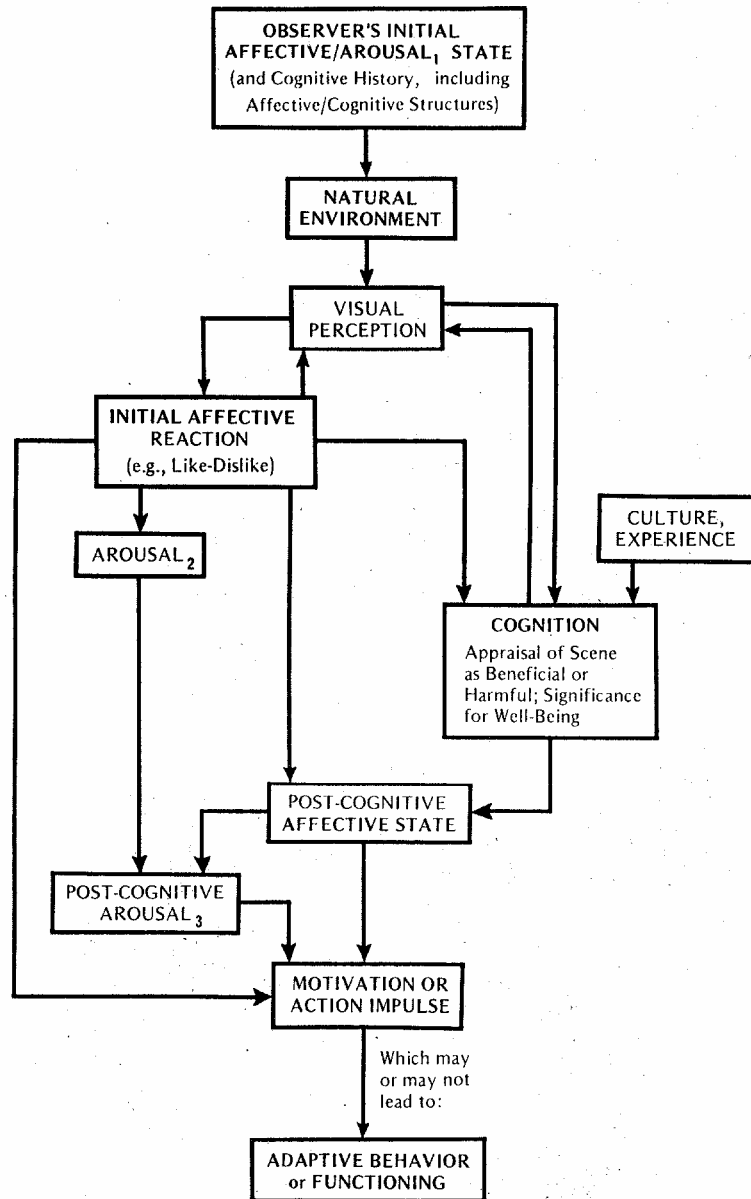 OBSERVER'S INITIAL
AFFECTIVE/AROUSAL₁ STATE
(and Cognitive History, including
Affective/Cognitive Structures)
NATURAL
ENVIRONMENT
VISUAL
PERCEPTION
INITIAL AFFECTIVE
REACTION
(e.g., Like-Dislike)
AROUSAL₂
CULTURE,
EXPERIENCE
COGNITION
Appraisal of Scene
as Beneficial or
Harmful; Significance
for Well-Being
POST-COGNITIVE
AFFECTIVE STATE
POST-COGNITIVE
AROUSAL₃
MOTIVATION OR
ACTION IMPULSE
Which may
or may not
lead to:
ADAPTIVE BEHAVIOR
or FUNCTIONING